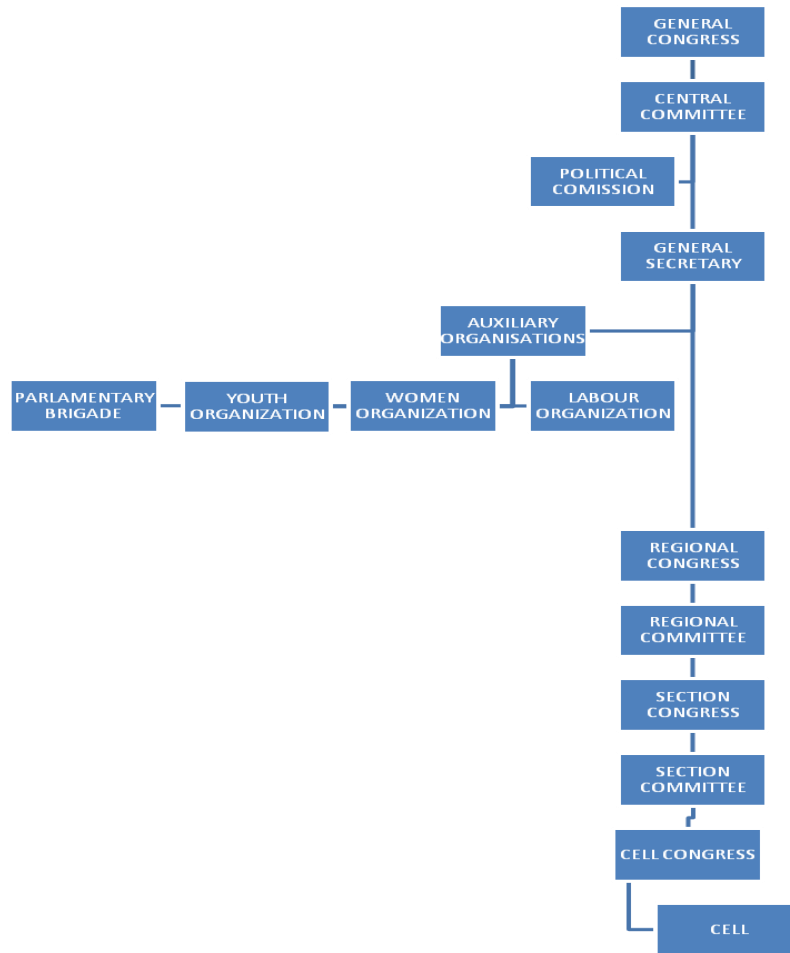 GENERAL
CONGRESS
CENTRAL
COMMITTEE
POLITICAL
COMISSION
GENERAL
SECRETARY
AUXILIARY
ORGANISATIONS
PARLAMENTARY
BRIGADE
YOUTH
ORGANIZATION
WOMEN
ORGANIZATION
LABOUR
ORGANIZATION
REGIONAL
CONGRESS
REGIONAL
COMMITTEE
SECTION
CONGRESS
SECTION
COMMITTEE
CELL CONGRESS
CELL